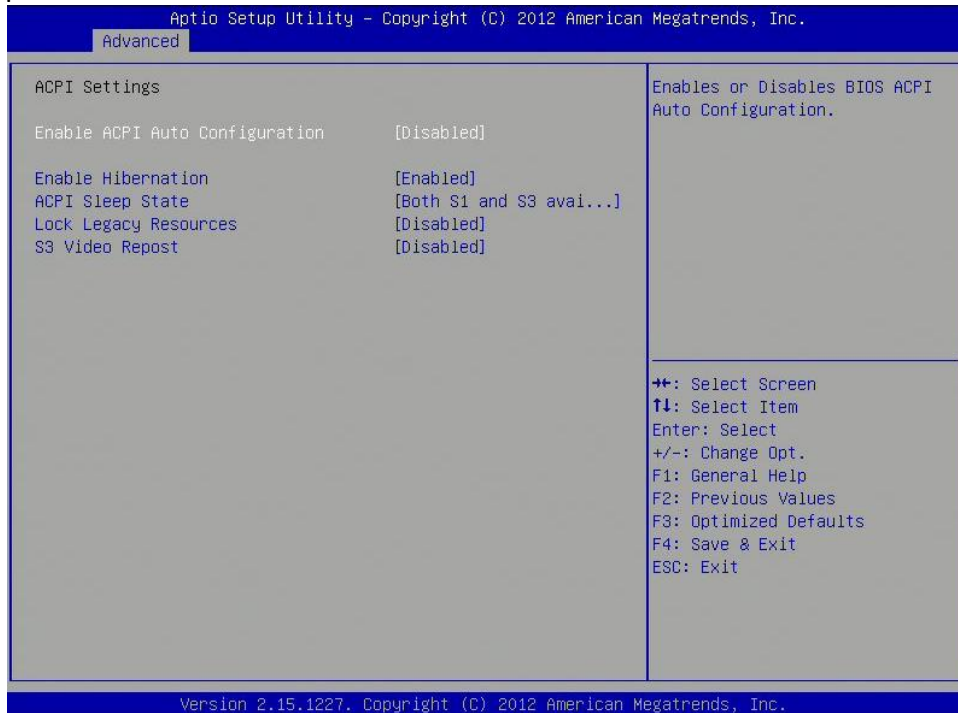 Aptio Setup Utility – Copyright (C) 2012 American Megatrends, Inc.
Advanced
ACPI Settings
Enable ACPI Auto Configuration [Disabled]
Enable Hibernation [Enabled]
ACPI Sleep State [Both S1 and S3 avai...]
Lock Legacy Resources [Disabled]
S3 Video Repost [Disabled]
Enables or Disables BIOS ACPI
Auto Configuration.
→←: Select Screen
↑↓: Select Item
Enter: Select
+/-: Change Opt.
F1: General Help
F2: Previous Values
F3: Optimized Defaults
F4: Save & Exit
ESC: Exit
Version 2.15.1227. Copyright (C) 2012 American Megatrends, Inc.